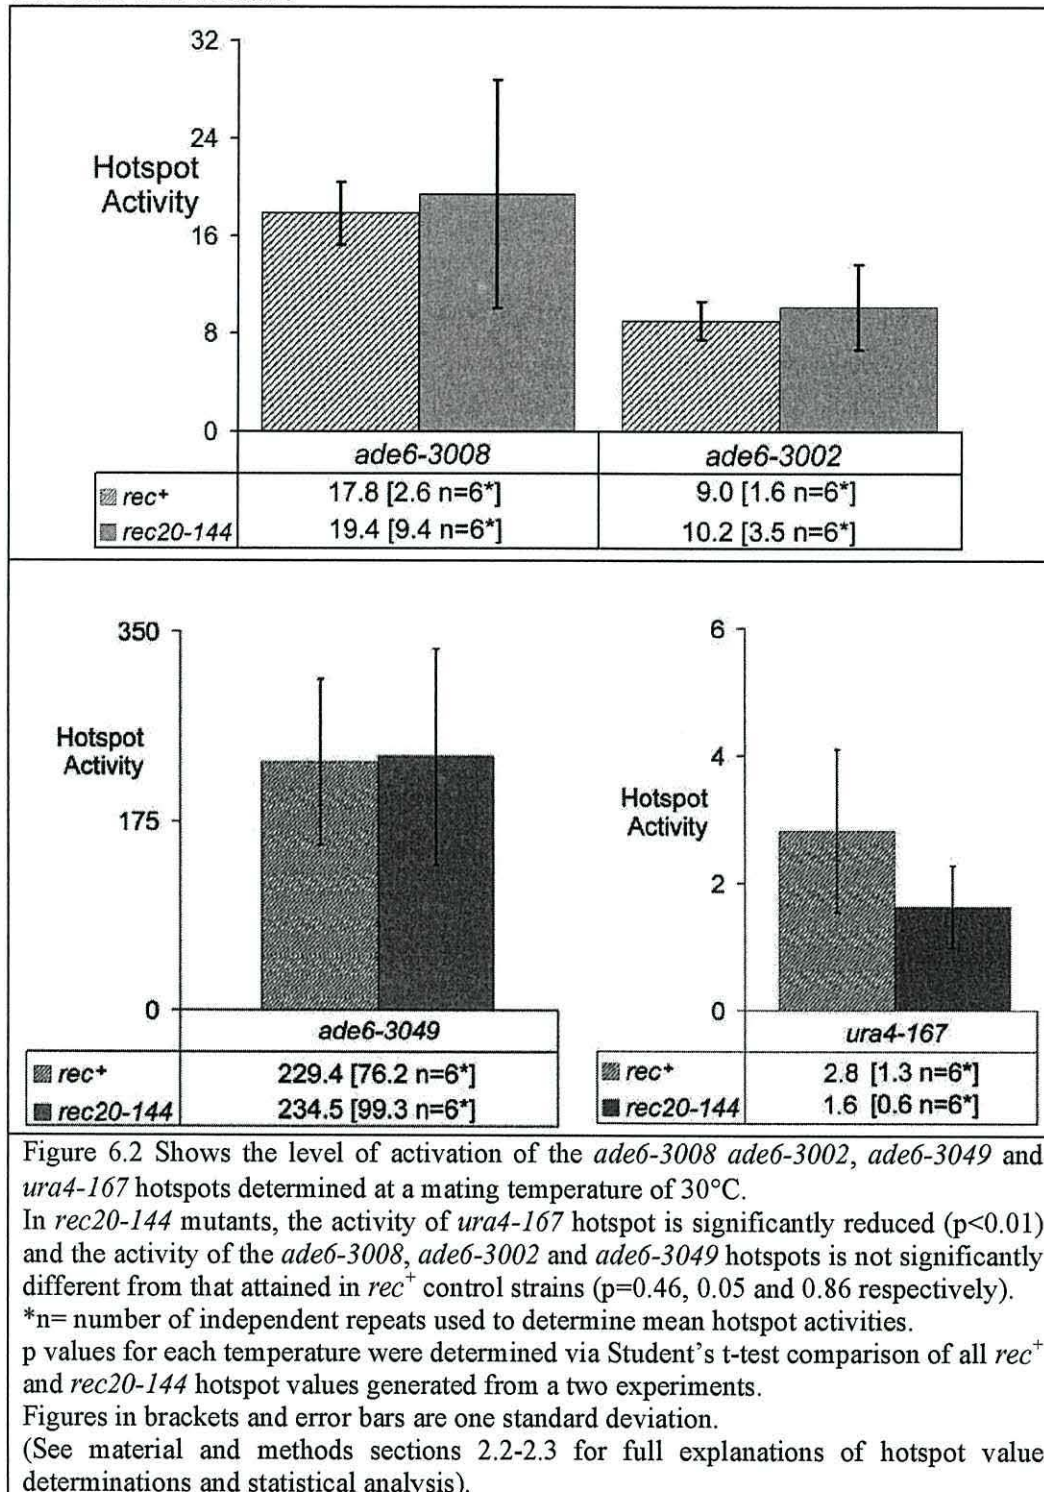 32
24
Hotspot
Activity
16
8
0
ade6-3008 ade6-3002
rec+ 17.8 [2.6 n=6*] 9.0 [1.6 n=6*]
rec20-144 19.4 [9.4 n=6*] 10.2 [3.5 n=6*]
350
Hotspot
Activity
175
0
ade6-3049
rec+ 229.4 [76.2 n=6*]
rec20-144 234.5 [99.3 n=6*]
6
4
Hotspot
Activity
2
0
ura4-167
rec+ 2.8 [1.3 n=6*]
rec20-144 1.6 [0.6 n=6*]
Figure 6.2 Shows the level of activation of the ade6-3008 ade6-3002, ade6-3049 and
ura4-167 hotspots determined at a mating temperature of 30°C.
In rec20-144 mutants, the activity of ura4-167 hotspot is significantly reduced (p<0.01)
and the activity of the ade6-3008, ade6-3002 and ade6-3049 hotspots is not significantly
different from that attained in rec+ control strains (p=0.46, 0.05 and 0.86 respectively).
*n= number of independent repeats used to determine mean hotspot activities.
p values for each temperature were determined via Student's t-test comparison of all rec+
and rec20-144 hotspot values generated from a two experiments.
Figures in brackets and error bars are one standard deviation.
(See material and methods sections 2.2-2.3 for full explanations of hotspot value
determinations and statistical analysis).